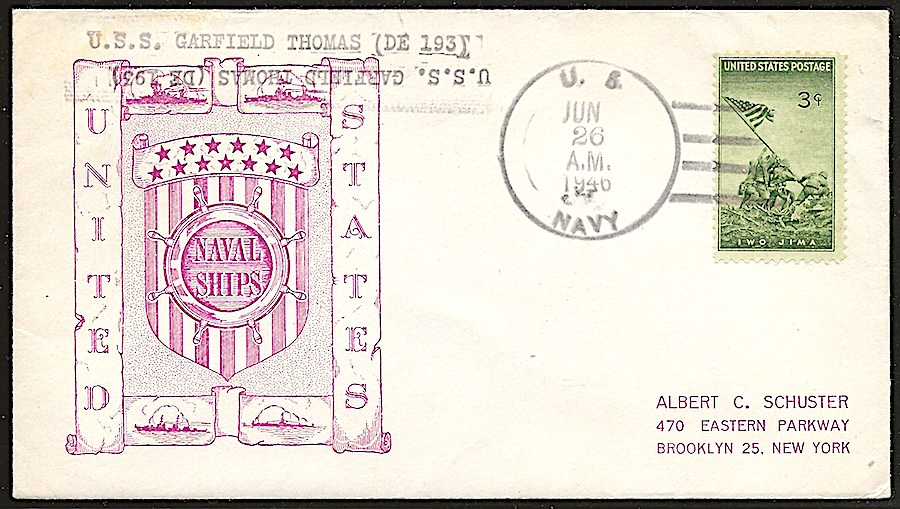 U.S.S. GARFIELD THOMAS (DE 193)
U.S.S. GARFIELD THOMAS (DE 193)
UNITED
STATES
NAVAL
SHIPS
U. S.
JUN
26
A.M.
1946
NAVY
UNITED STATES POSTAGE
3¢
IWO JIMA
ALBERT C. SCHUSTER
470 EASTERN PARKWAY
BROOKLYN 25, NEW YORK